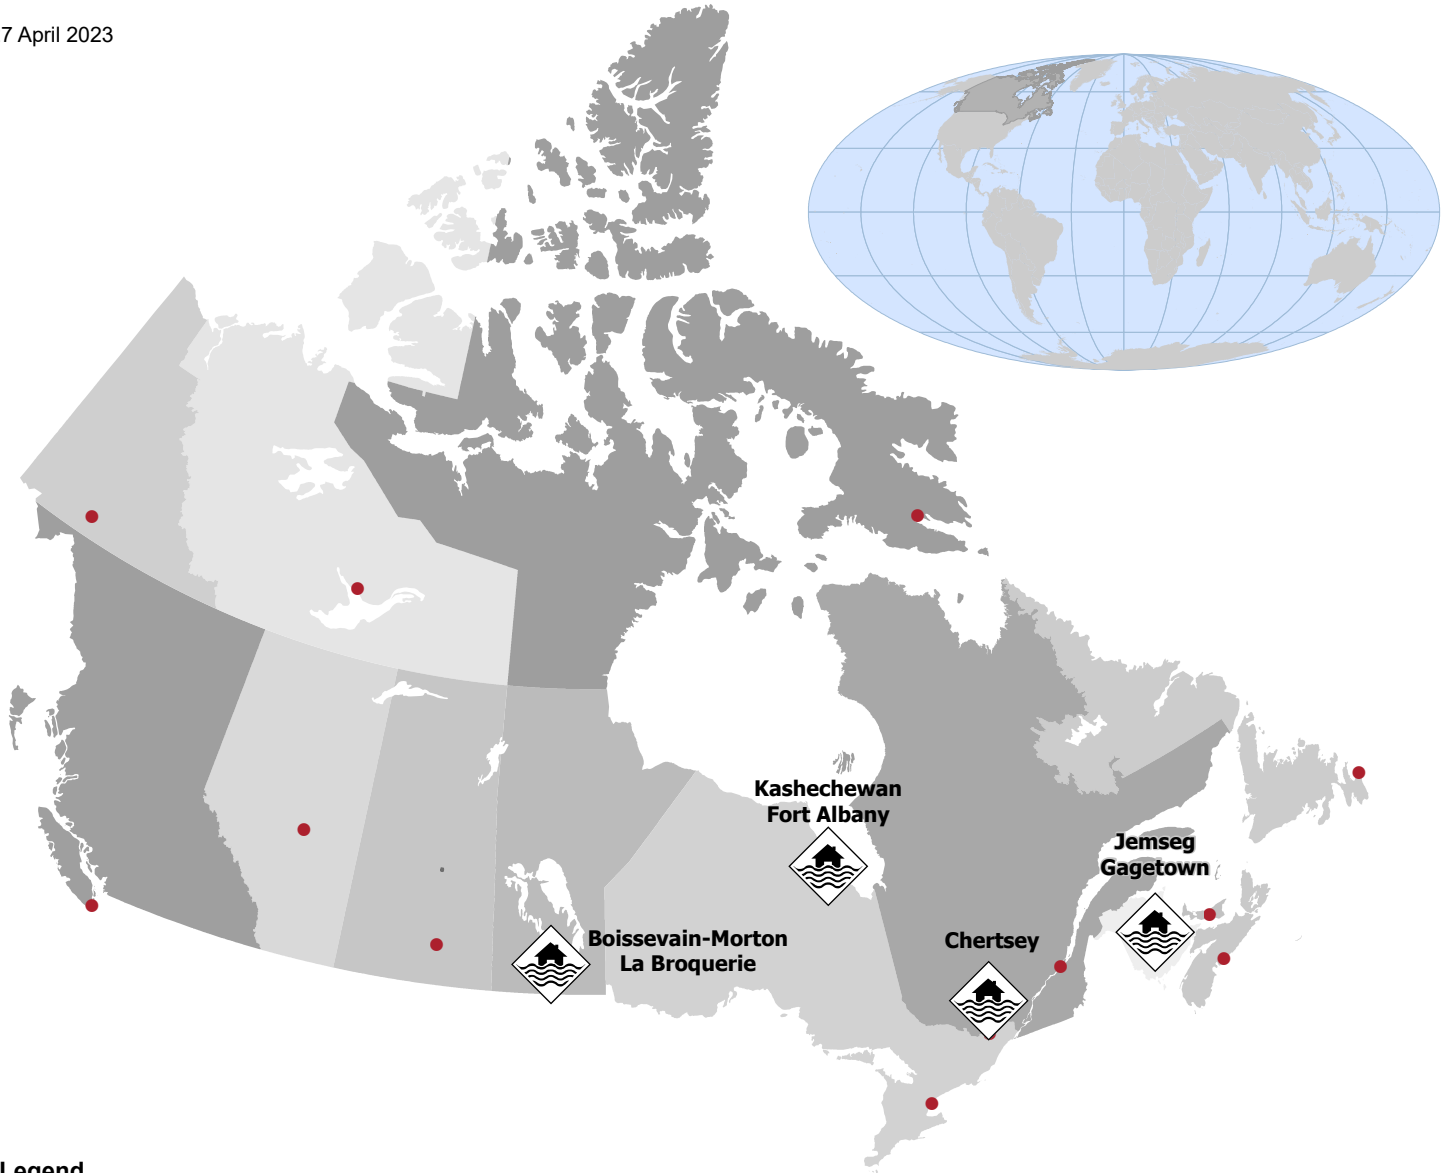 7 April 2023
Kashechewan
Fort Albany
Jemseg
Gagetown
Boissevain-Morton
La Broquerie
Chertsey
Legend